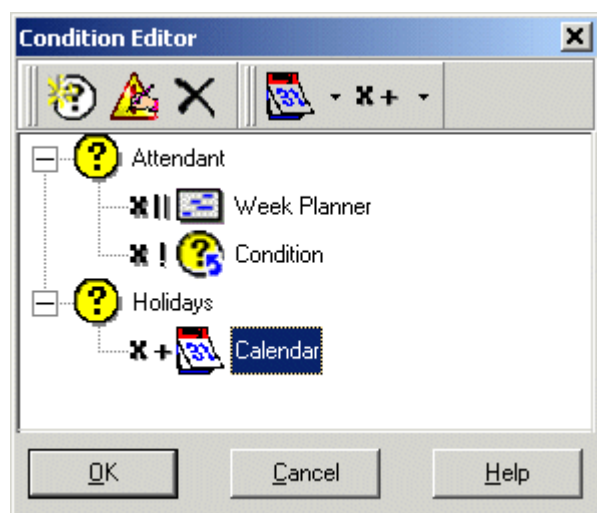 Condition Editor
Attendant
Week Planner
Condition
Holidays
Calendar
OK
Cancel
Help